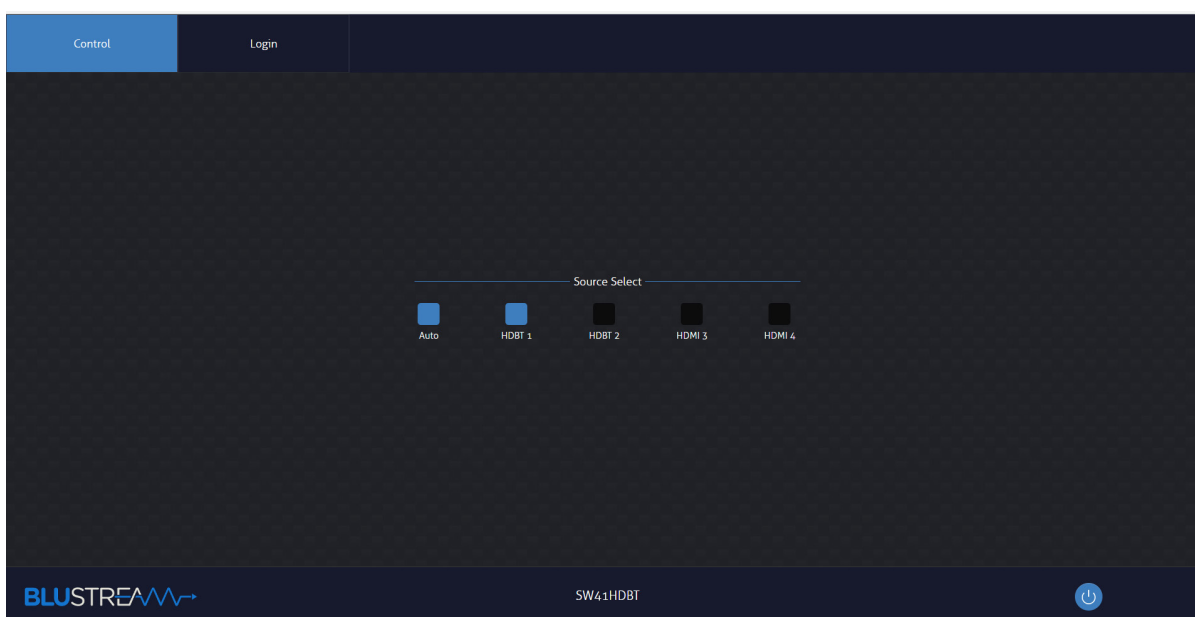 Control
Login
Source Select
Auto
HDBT 1
HDBT 2
HDMI 3
HDMI 4
BLUSTREAM
SW41HDBT